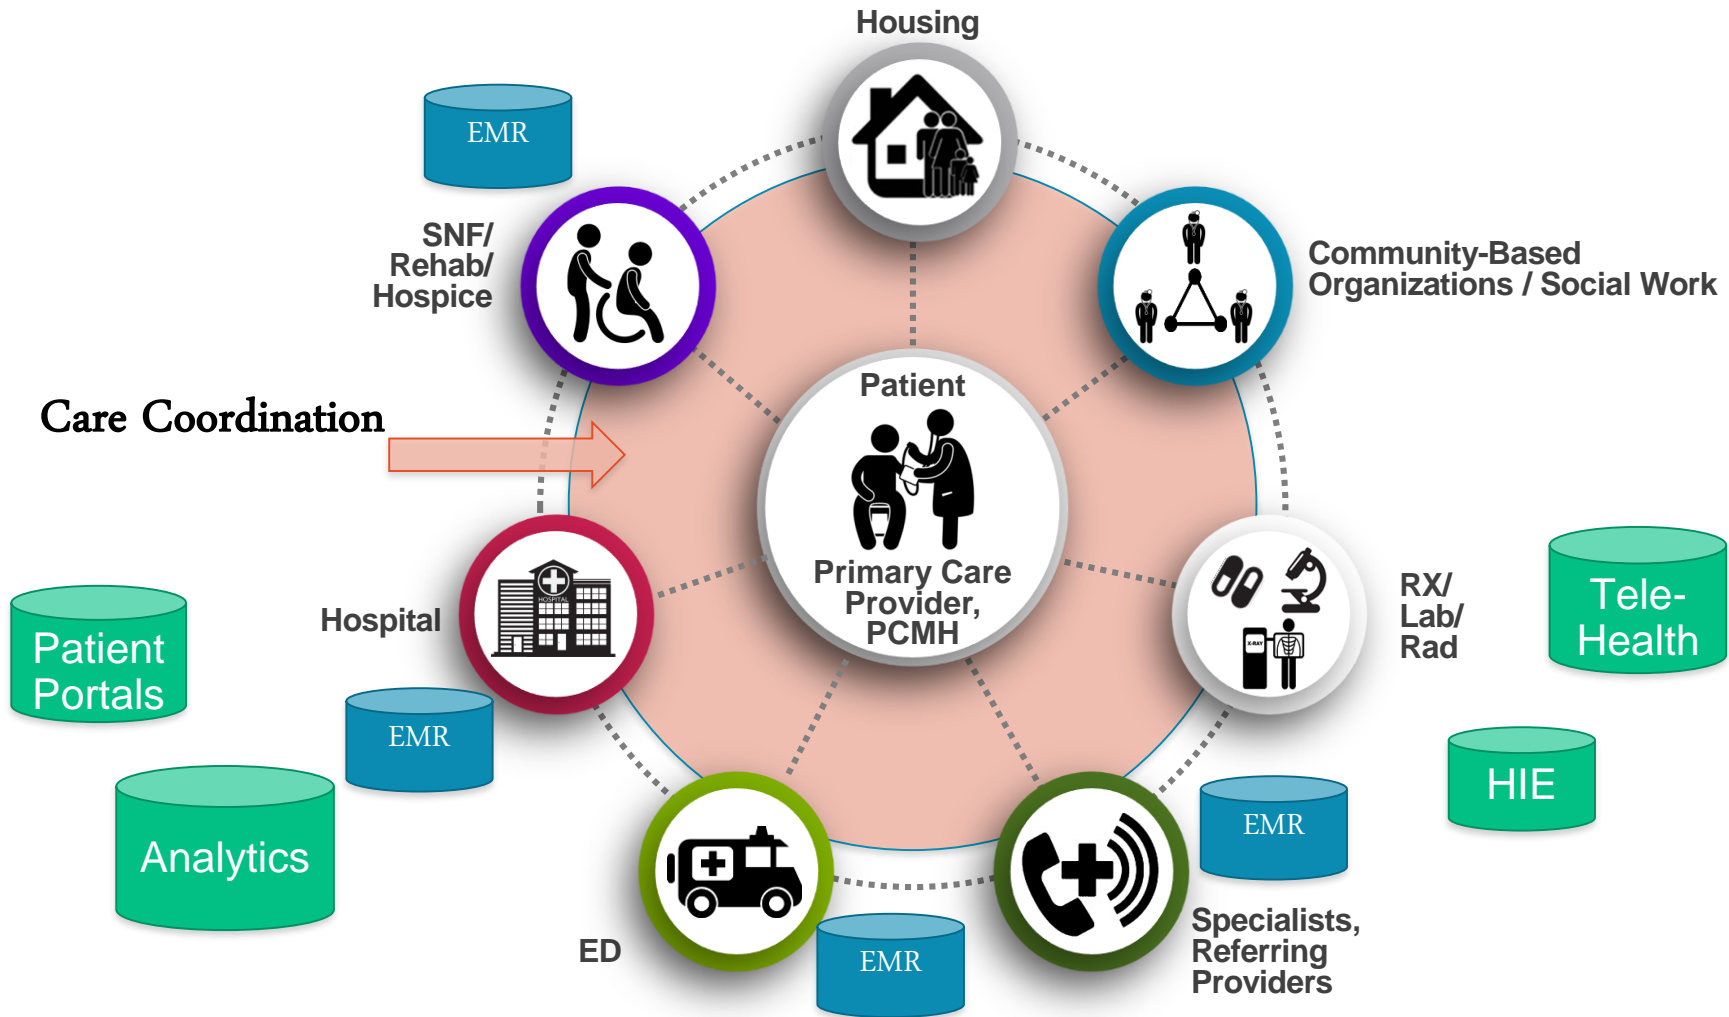 Housing
EMR
SNF/
Rehab/
Hospice
Community-Based
Organizations / Social Work
Care Coordination
Patient
Primary Care
Provider,
PCMH
Hospital
HOSPITAL
RX/
Lab/
Rad
X-RAY
Tele-
Health
Patient
Portals
EMR
HIE
Analytics
EMR
ED
EMR
Specialists,
Referring
Providers